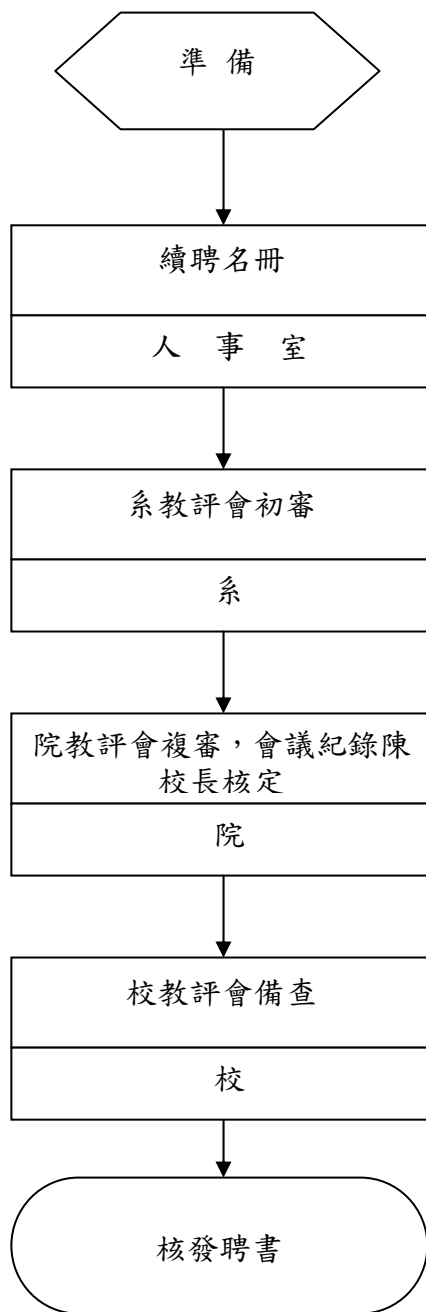 準 備
續聘名冊
人 事 室
系教評會初審
系
院教評會複審，會議紀錄陳
校長核定
院
校教評會備查
校
核發聘書